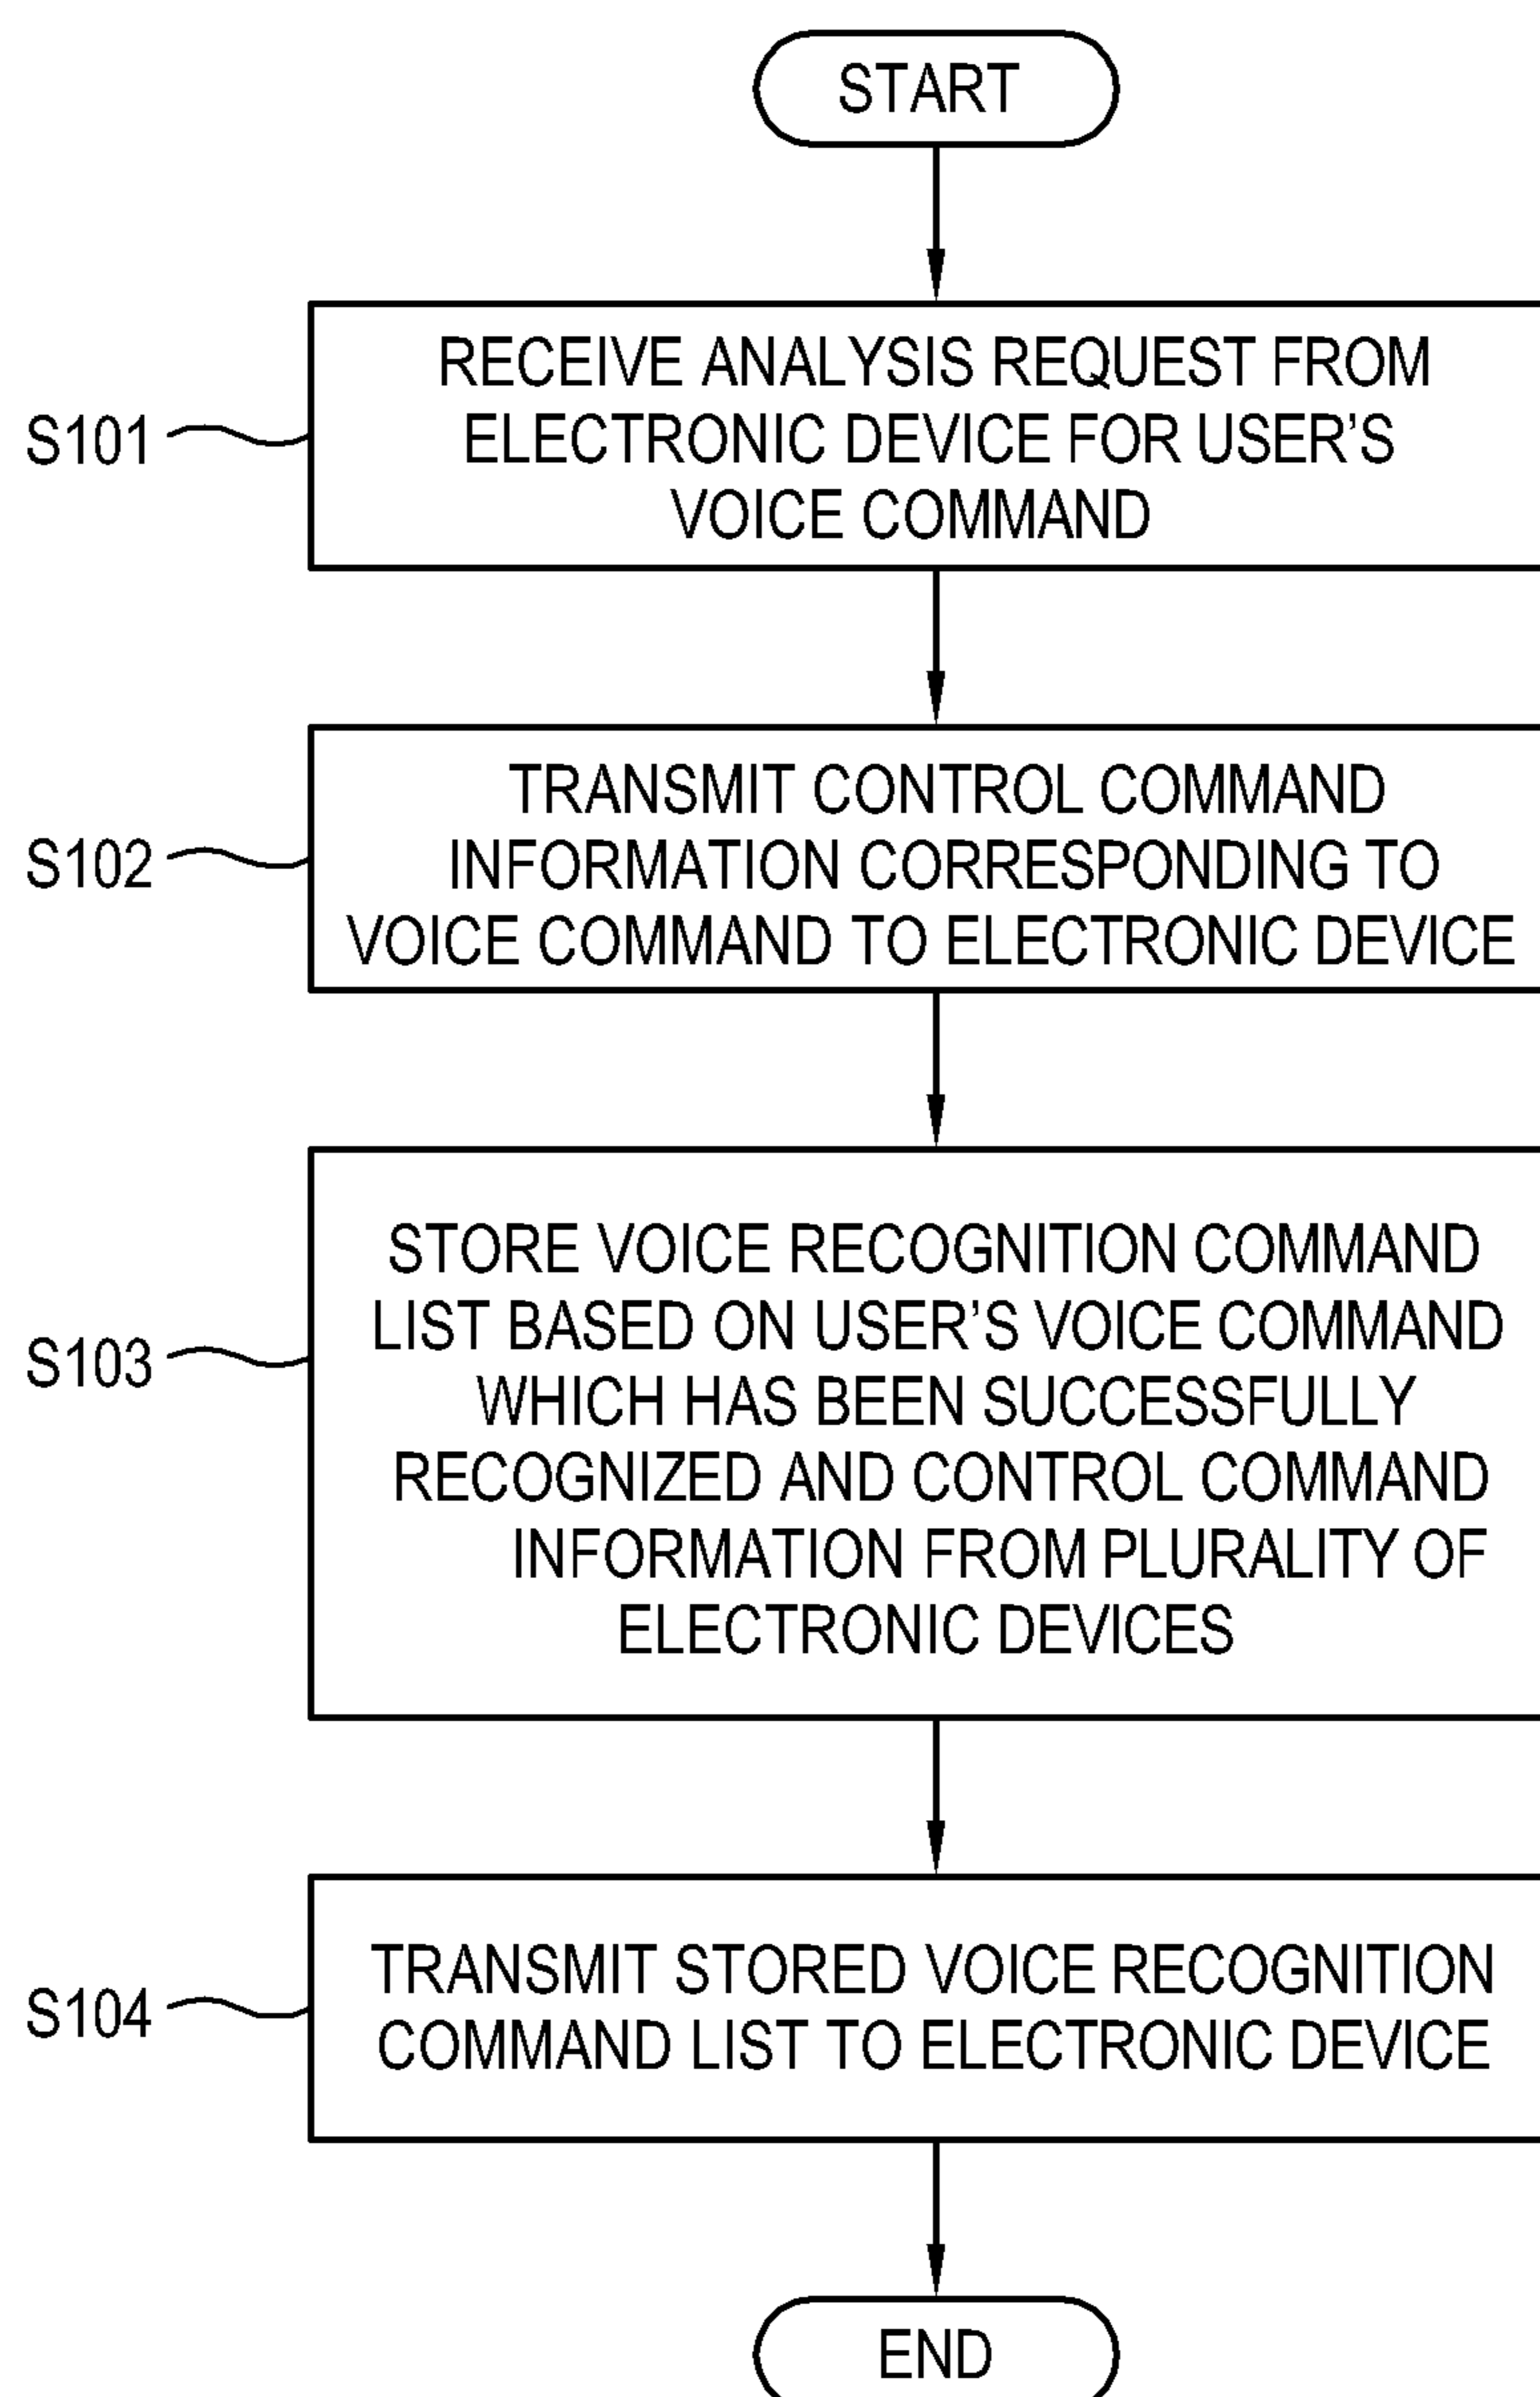 START
S101
RECEIVE ANALYSIS REQUEST FROM
ELECTRONIC DEVICE FOR USER'S
VOICE COMMAND
S102
TRANSMIT CONTROL COMMAND
INFORMATION CORRESPONDING TO
VOICE COMMAND TO ELECTRONIC DEVICE
S103
STORE VOICE RECOGNITION COMMAND
LIST BASED ON USER'S VOICE COMMAND
WHICH HAS BEEN SUCCESSFULLY
RECOGNIZED AND CONTROL COMMAND
INFORMATION FROM PLURALITY OF
ELECTRONIC DEVICES
S104
TRANSMIT STORED VOICE RECOGNITION
COMMAND LIST TO ELECTRONIC DEVICE
END